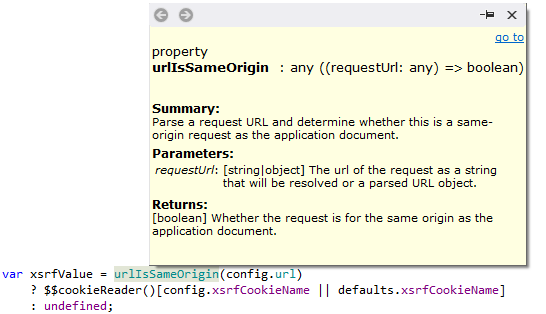 go to
property
urlIsSameOrigin : any ((requestUrl: any) => boolean)
Summary:
Parse a request URL and determine whether this is a same-
origin request as the application document.
Parameters:
requestUrl: [string|object] The url of the request as a string
that will be resolved or a parsed URL object.
Returns:
[boolean] Whether the request is for the same origin as the
application document.
var xsrfValue = urlIsSameOrigin(config.url)
? $$cookieReader()[config.xsrfCookieName || defaults.xsrfCookieName]
: undefined;